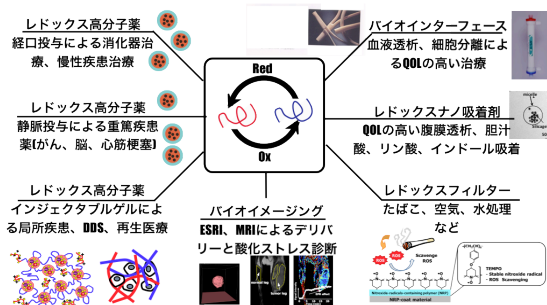 レドックス高分子薬
経口投与による消化器治
療、慢性疾患治療
レドックス高分子薬
静脈投与による重篤疾患
薬(がん、脳、心筋梗塞)
レドックス高分子薬
インジェクタブルゲルによ
る局所疾患、DDS、再生医療
Red
Ox
バイオイメージング
ESRI、MRIによるデリバ
リーと酸化ストレス診断
バイオインターフェース
血液透析、細胞分離によ
るQOLの高い治療
レドックスナノ吸着剤
QOLの高い腹膜透析、胆汁
酸、リン酸、インドール吸着
レドックスフィルター
たばこ、空気、水処理
など
ROS
ROS
Scavenge
ROS
Nitroxide radicals-containing polymer (NRP)
NRP-coat material
TEMPO
- Stable nitroxide radical
- ROS Scavenging